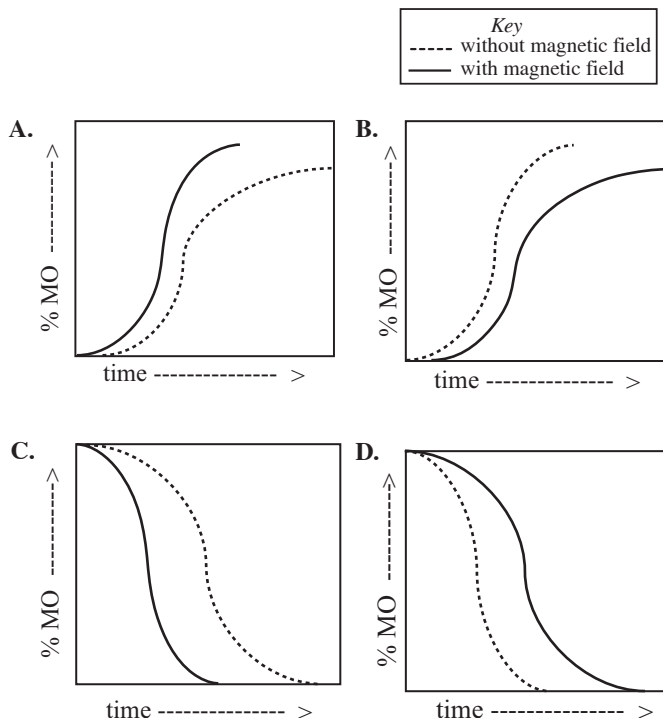 Key
without magnetic field
with magnetic field
A.
% MO
time
B.
% MO
time
C.
% MO
time
D.
% MO
time